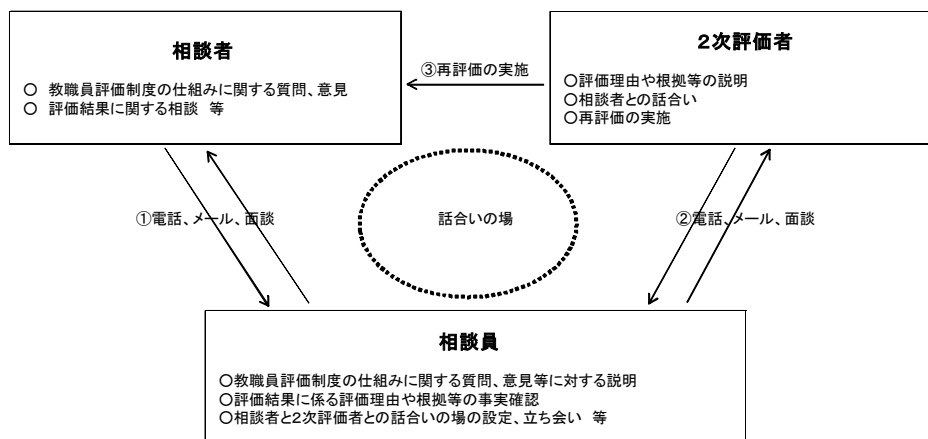 相談者
○ 教職員評価制度の仕組みに関する質問、意見
○ 評価結果に関する相談 等
2次評価者
○評価理由や根拠等の説明
○相談者との話合い
○再評価の実施
③再評価の実施
①電話、メール、面談
話合いの場
②電話、メール、面談
相談員
○教職員評価制度の仕組みに関する質問、意見等に対する説明
○評価結果に係る評価理由や根拠等の事実確認
○相談者と2次評価者との話合いの場の設定、立ち会い 等